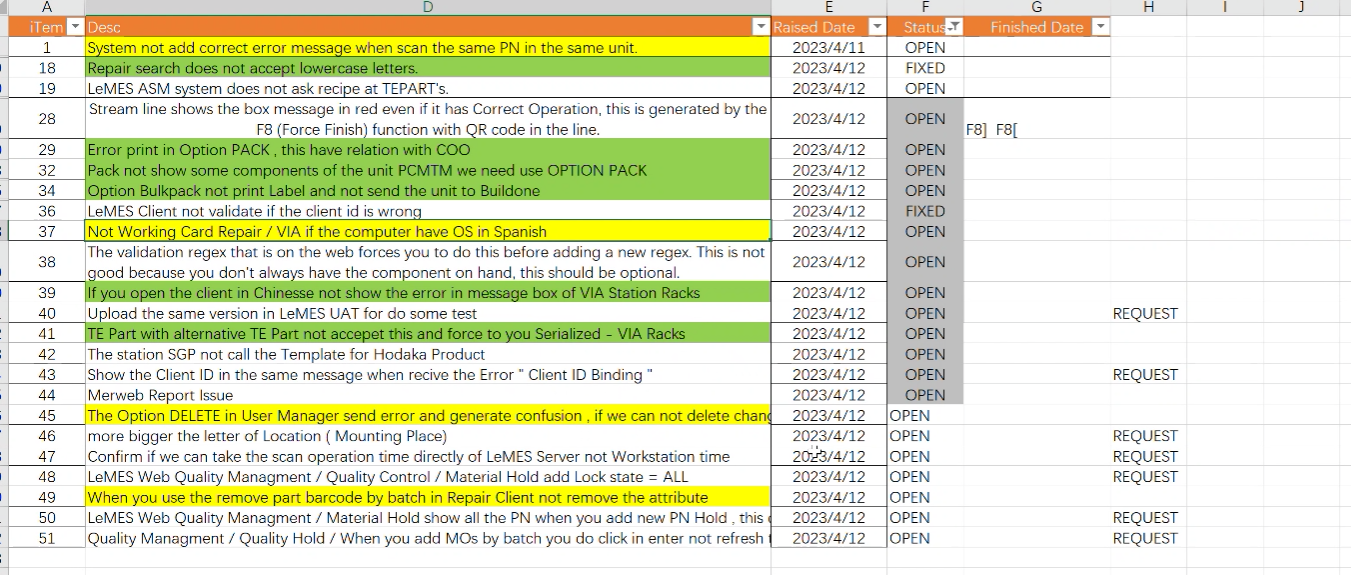 A D E F G H I J
iTem Desc Raised Date Status Finished Date
1 System not add correct error message when scan the same PN in the same unit. 2023/4/11 OPEN
18 Repair search does not accept lowercase letters. 2023/4/12 FIXED
19 LeMES ASM system does not ask recipe at TEPART's. 2023/4/12 OPEN
28 Stream line shows the box message in red even if it has Correct Operation, this is generated by the 2023/4/12 OPEN
F8 (Force Finish) function with QR code in the line. F8] F8[
29 Error print in Option PACK , this have relation with COO 2023/4/12 OPEN
32 Pack not show some components of the unit PCMTM we need use OPTION PACK 2023/4/12 OPEN
34 Option Bulkpack not print Label and not send the unit to Buildone 2023/4/12 OPEN
36 LeMES Client not validate if the client id is wrong 2023/4/12 FIXED
37 Not Working Card Repair / VIA if the computer have OS in Spanish 2023/4/12 OPEN
38 The validation regex that is on the web forces you to do this before adding a new regex. This is not 2023/4/12 OPEN
good because you don't always have the component on hand, this should be optional.
39 If you open the client in Chinesse not show the error in message box of VIA Station Racks 2023/4/12 OPEN
40 Upload the same version in LeMES UAT for do some test 2023/4/12 OPEN REQUEST
41 TE Part with alternative TE Part not accepet this and force to you Serialized - VIA Racks 2023/4/12 OPEN
42 The station SGP not call the Template for Hodaka Product 2023/4/12 OPEN
43 Show the Client ID in the same message when recive the Error " Client ID Binding " 2023/4/12 OPEN REQUEST
44 Merweb Report Issue 2023/4/12 OPEN
45 The Option DELETE in User Manager send error and generate confusion , if we can not delete chang 2023/4/12 OPEN
46 more bigger the letter of Location ( Mounting Place) 2023/4/12 OPEN REQUEST
47 Confirm if we can take the scan operation time directly of LeMES Server not Workstation time 2023/4/12 OPEN REQUEST
48 LeMES Web Quality Managment / Quality Control / Material Hold add Lock state = ALL 2023/4/12 OPEN REQUEST
49 When you use the remove part barcode by batch in Repair Client not remove the attribute 2023/4/12 OPEN
50 LeMES Web Quality Managment / Material Hold show all the PN when you add new PN Hold , this 2023/4/12 OPEN REQUEST
51 Quality Managment / Quality Hold / When you add MOs by batch you do click in enter not refresh 2023/4/12 OPEN REQUEST